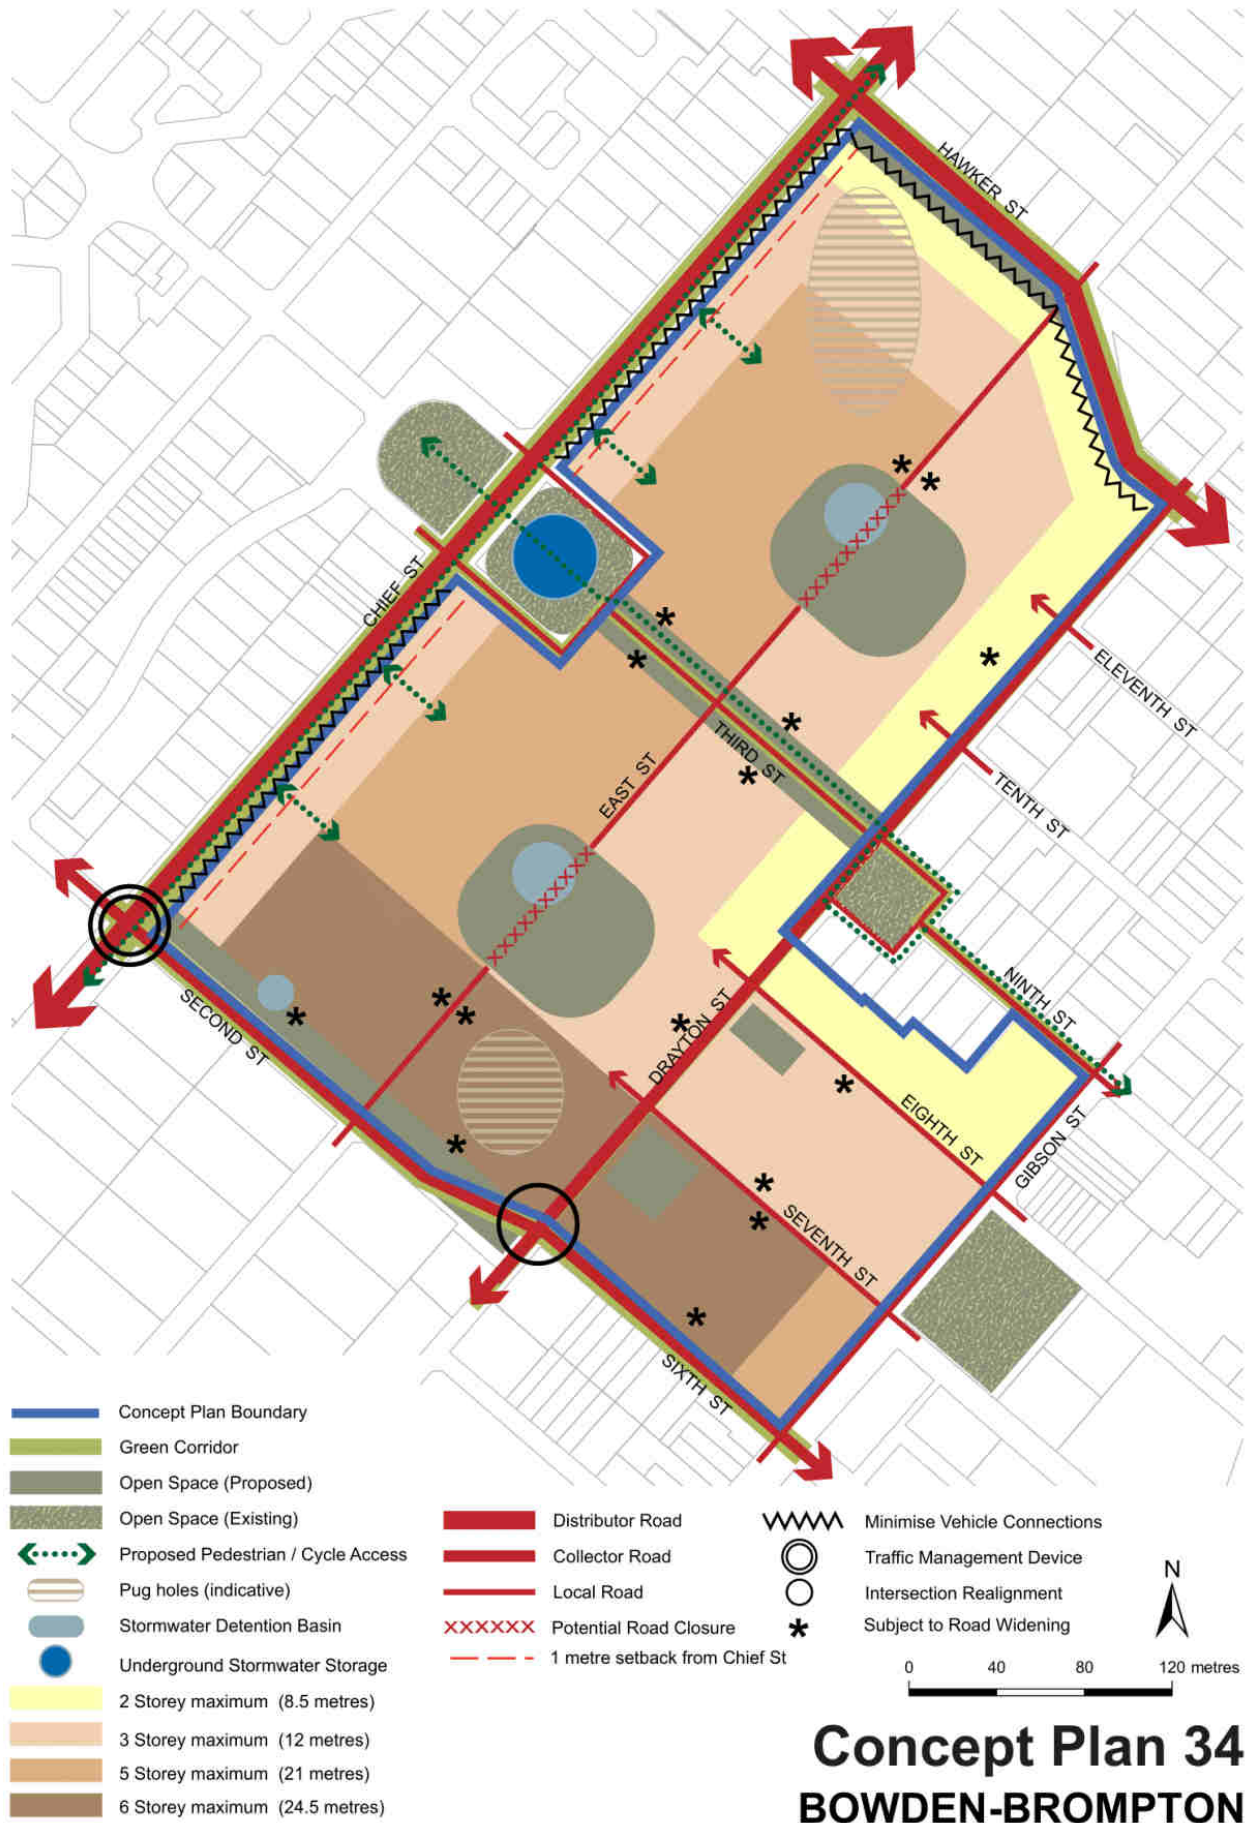 HAWKER ST
CHIEF ST
ELEVENTH ST
TENTH ST
THIRD ST
EAST ST
NINTH ST
SECOND ST
DRAYTON ST
EIGHTH ST
GIBSON ST
SEVENTH ST
SIXTH ST
Concept Plan Boundary
Green Corridor
Open Space (Proposed)
Open Space (Existing)
Proposed Pedestrian / Cycle Access
Pug holes (indicative)
Stormwater Detention Basin
Underground Stormwater Storage
2 Storey maximum (8.5 metres)
3 Storey maximum (12 metres)
5 Storey maximum (21 metres)
6 Storey maximum (24.5 metres)
Distributor Road
Collector Road
Local Road
Potential Road Closure
1 metre setback from Chief St
Minimise Vehicle Connections
Traffic Management Device
Intersection Realignment
Subject to Road Widening
N
0 40 80 120 metres
Concept Plan 34
BOWDEN-BROMPTON